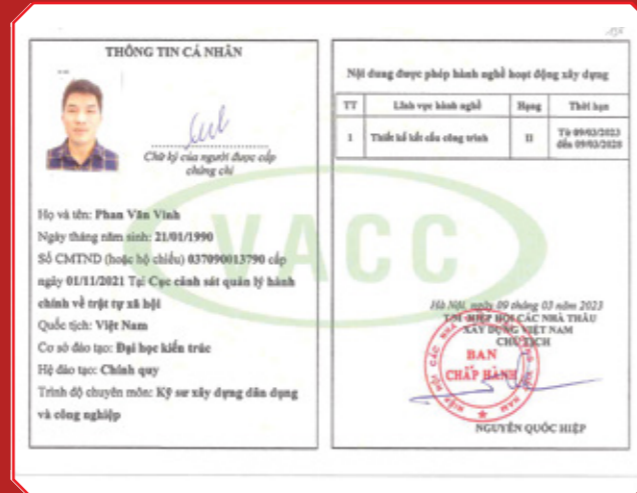 THÔNG TIN CÁ NHÂN
Chữ ký của người được cấp
chứng chỉ
Họ và tên: Phan Văn Vinh
Ngày tháng năm sinh: 21/01/1990
Số CMTND (hoặc hộ chiếu) 037090013790 cấp
ngày 01/11/2021 Tại Cục cảnh sát quản lý hành
chính về trật tự xã hội
Quốc tịch: Việt Nam
Cơ sở đào tạo: Đại học kiến trúc
Hệ đào tạo: Chính quy
Trình độ chuyên môn: Kỹ sư xây dựng dân dụng
và công nghiệp
VACC
Nội dung được phép hành nghề hoạt động xây dựng
TT Lĩnh vực hành nghề Hạng Thời hạn
1 Thiết kế kết cấu công trình II Từ 09/03/2023
đến 09/03/2028
Hà Nội, ngày 09 tháng 03 năm 2023
T/M HIỆP HỘI CÁC NHÀ THẦU
XÂY DỰNG VIỆT NAM
CHỦ TỊCH
BAN
CHẤP HÀNH
NGUYỄN QUỐC HIỆP